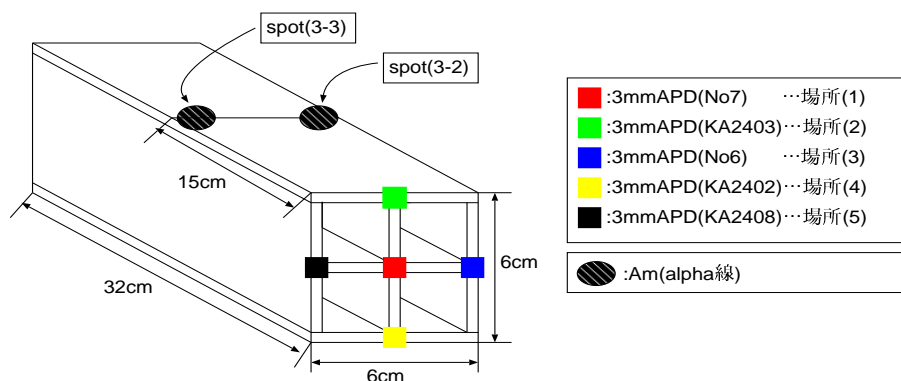 spot(3-3)
spot(3-2)
15cm
32cm
6cm
6cm
:3mmAPD(No7) …場所(1)
:3mmAPD(KA2403)…場所(2)
:3mmAPD(No6) …場所(3)
:3mmAPD(KA2402)…場所(4)
:3mmAPD(KA2408)…場所(5)
:Am(alpha線)